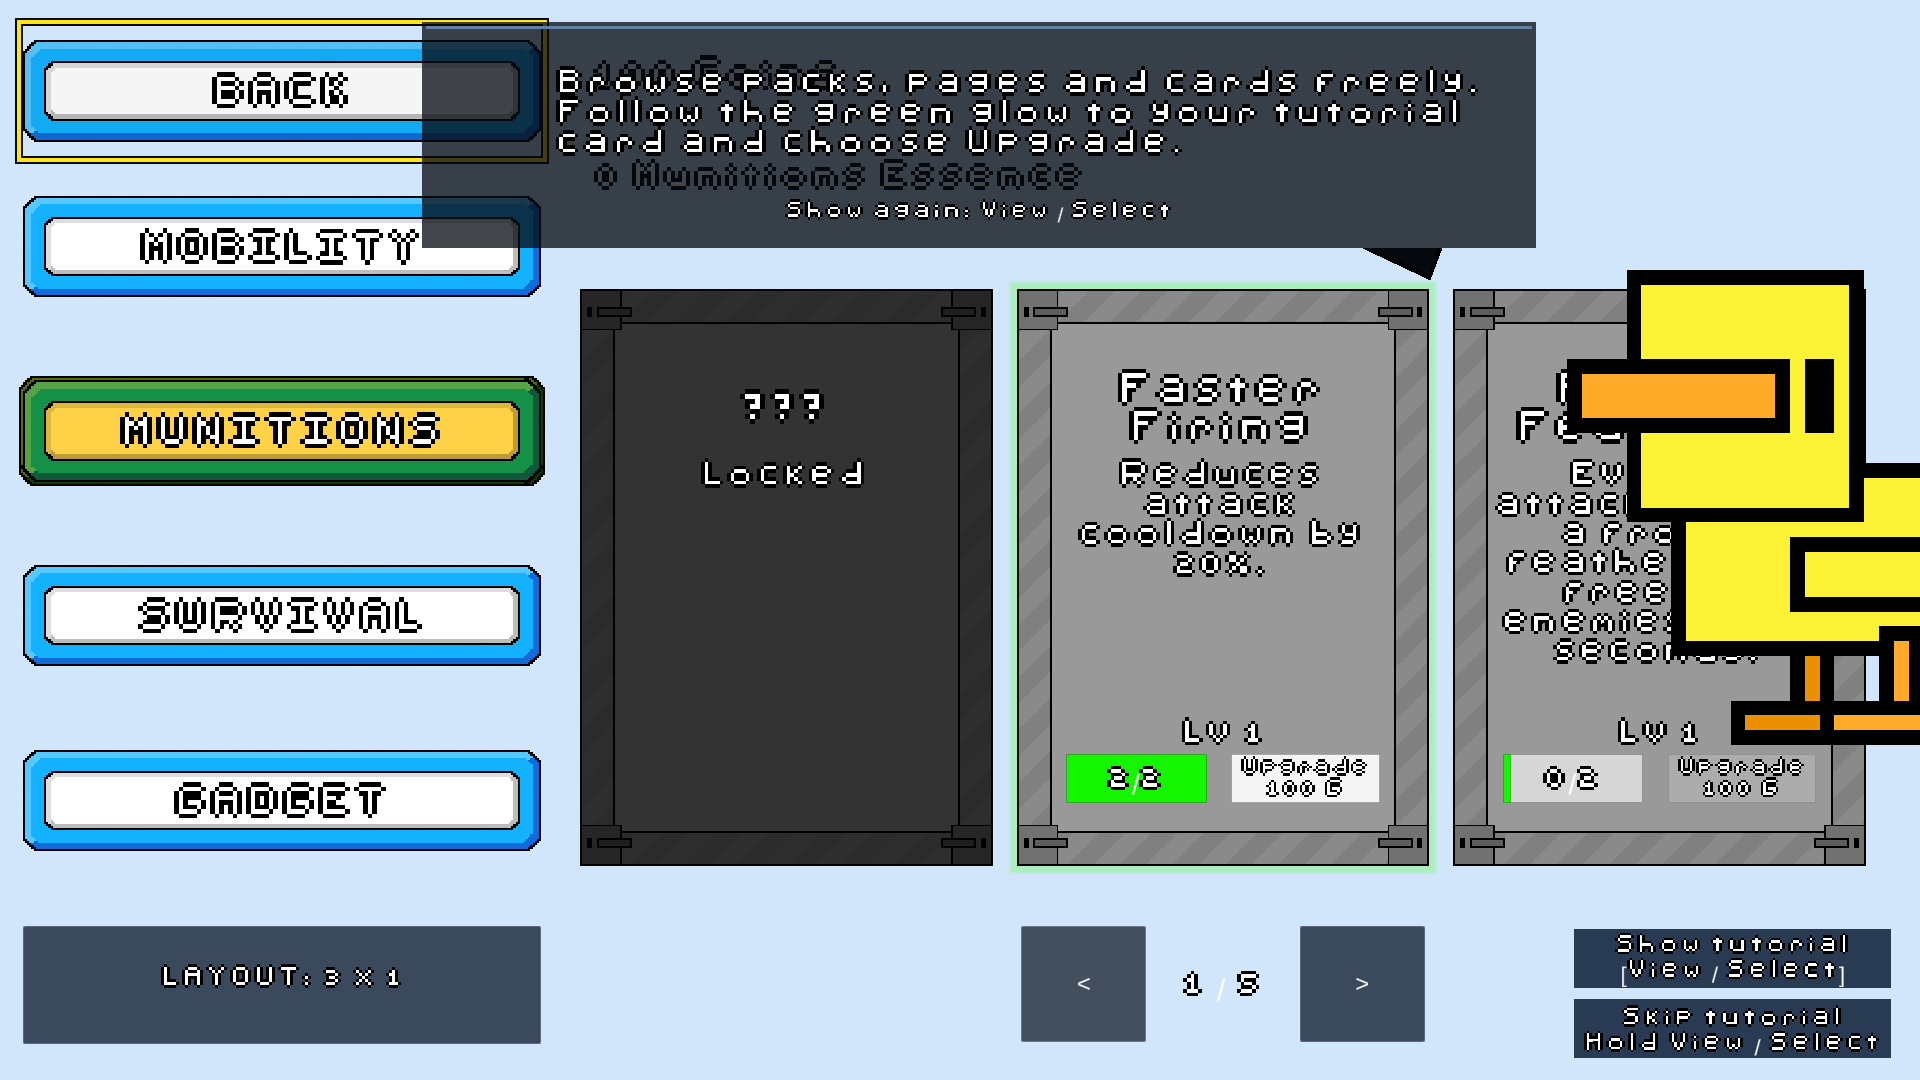 BACK
Browse packs, pages and cards freely.
Follow the green glow to your tutorial
card and choose Upgrade.
0 Munitions Essence
Show again: View / Select
MOBILITY
MUNITIONS
SURVIVAL
GADGET
???
Locked
Faster
Firing
Reduces
attack
cooldown by
20%.
Lv 1
2/2
Upgrade
100 G
a
enemies
Lv 1
0/2
Upgrade
100 G
LAYOUT: 3 X 1
<
1 / 5
>
Show tutorial
[View / Select]
Skip tutorial
Hold View / Select